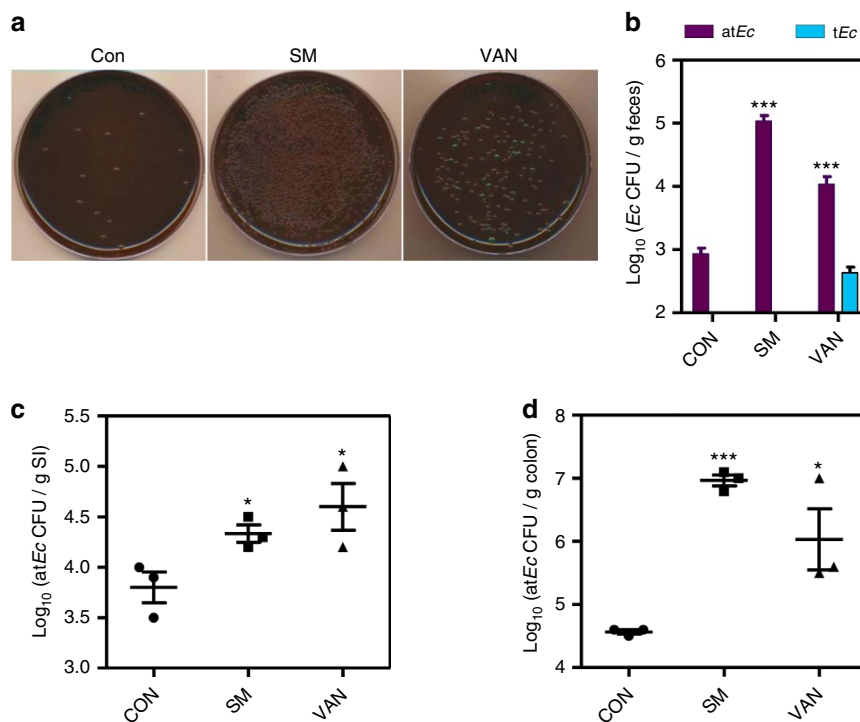 a
Con
SM
VAN
b
atEc
tEc
Log10 (Ec CFU / g feces)
6
5
4
3
2
***
***
CON
SM
VAN
c
Log10 (atEc CFU / g SI)
5.5
5.0
4.5
4.0
3.5
3.0
*
*
CON
SM
VAN
d
Log10 (atEc CFU / g colon)
8
7
6
5
4
***
*
CON
SM
VAN